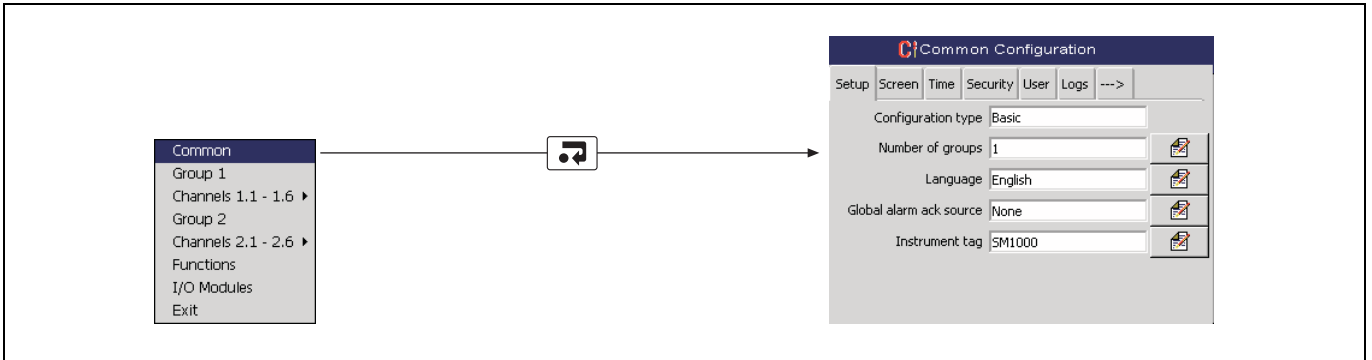 Common
Group 1
Channels 1.1 - 1.6
Group 2
Channels 2.1 - 2.6
Functions
I/O Modules
Exit
Common Configuration
Setup Screen Time Security User Logs --->
Configuration type Basic
Number of groups 1
Language English
Global alarm ack source None
Instrument tag SM1000